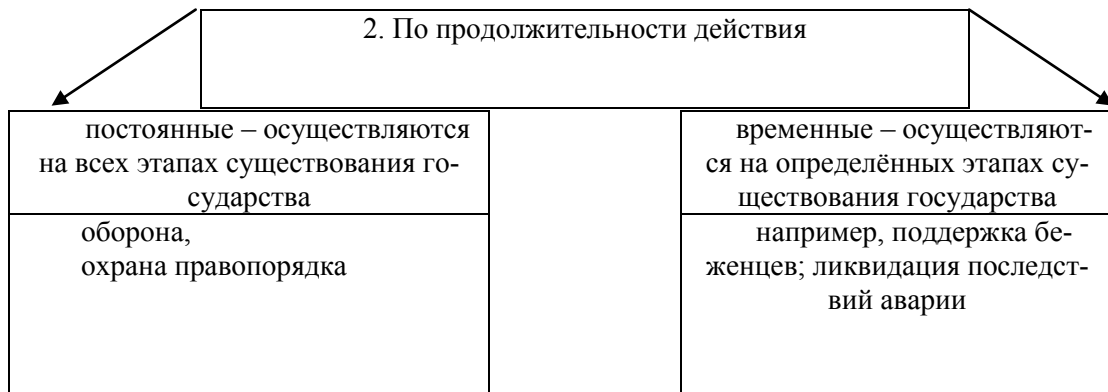 2. По продолжительности действия
постоянные – осуществляются
на всех этапах существования го-
сударства
оборона,
охрана правопорядка
временные – осуществляют-
ся на определённых этапах су-
ществования государства
например, поддержка бе-
женцев; ликвидация последст-
вий аварии